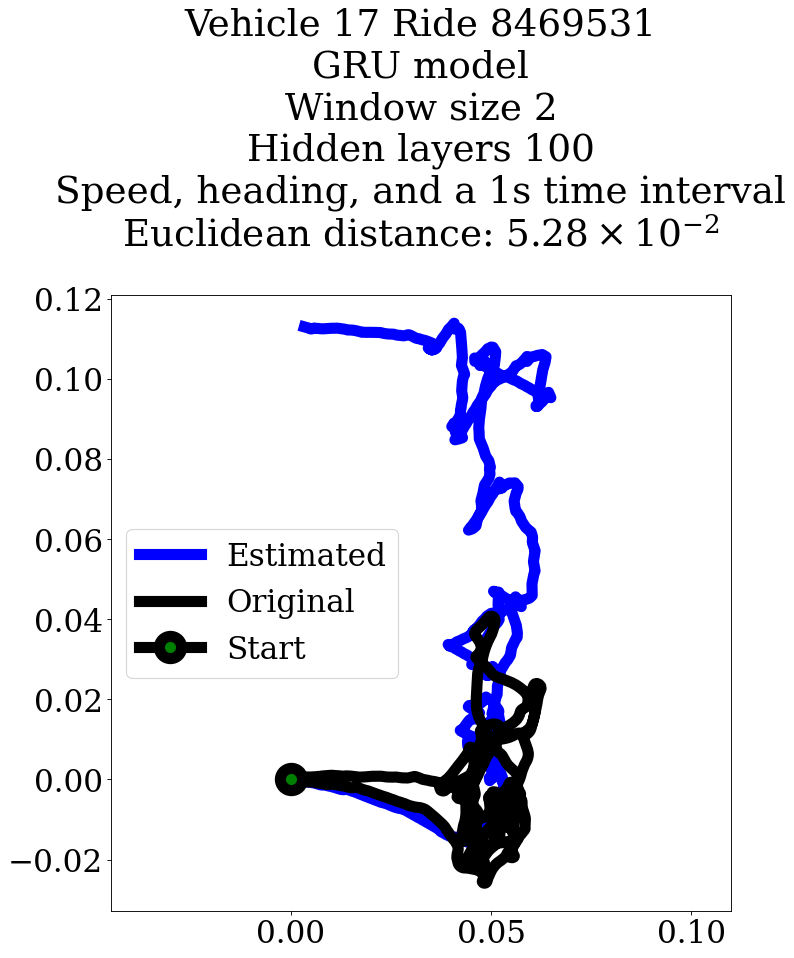 Vehicle 17 Ride 8469531
GRU model
Window size 2
Hidden layers 100
Speed, heading, and a 1s time interval
Euclidean distance: 5.28 × 10⁻²
0.12
0.10
0.08
0.06
0.04
0.02
0.00
−0.02
Estimated
Original
Start
0.00 0.05 0.10